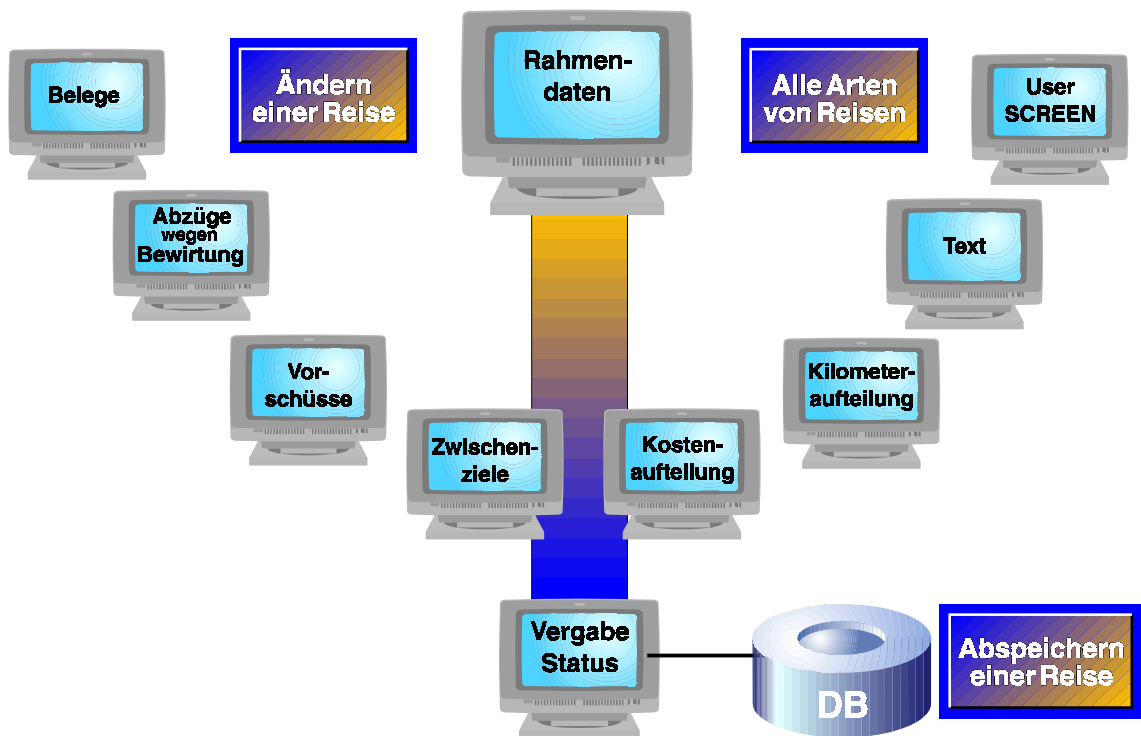 Belege
Ändern
einer Reise
Rahmen-
daten
Alle Arten
von Reisen
User
SCREEN
Abzüge
wegen
Bewirtung
Text
Vor-
schüsse
Kilometer-
aufteilung
Zwischen-
ziele
Kosten-
aufteilung
Vergabe
Status
DB
Abspeichern
einer Reise